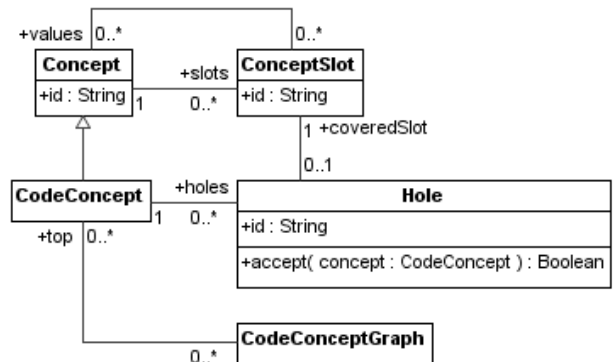 +values 0..* 0..*
Concept +slots ConceptSlot
+id : String 1 0..* +id : String
1 +coveredSlot
0..1
CodeConcept +holes Hole
1 0..* +id : String
+top 0..* +accept( concept : CodeConcept ) : Boolean
0..* CodeConceptGraph